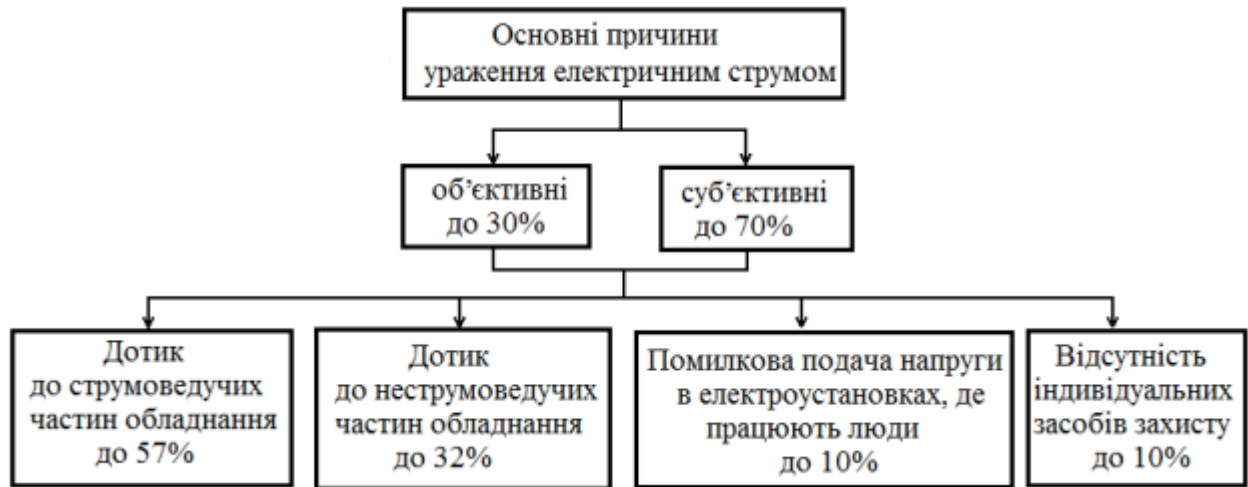 Основні причини
ураження електричним струмом
об’єктивні
до 30%
суб’єктивні
до 70%
Дотик
до струмоведучих
частин обладнання
до 57%
Дотик
до неструмоведучих
частин обладнання
до 32%
Помилкова подача напруги
в електроустановках, де
працюють люди
до 10%
Відсутність
індивідуальних
засобів захисту
до 10%